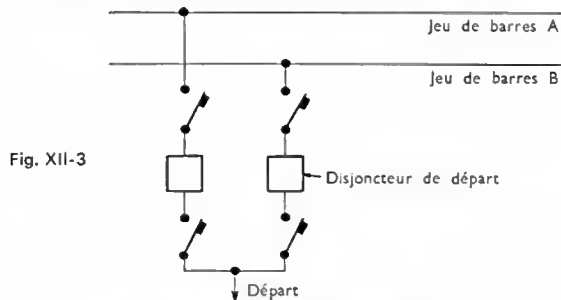 Jeu de barres A
Jeu de barres B
Fig. XII-3
Disjoncteur de départ
Départ